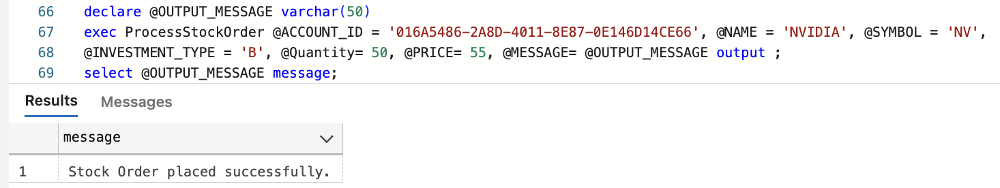 66 declare @OUTPUT_MESSAGE varchar(50)
67 exec ProcessStockOrder @ACCOUNT_ID = '016A5486-2A8D-4011-8E87-0E146D14CE66', @NAME = 'NVIDIA', @SYMBOL = 'NV',
68 @INVESTMENT_TYPE = 'B', @Quantity= 50, @PRICE= 55, @MESSAGE= @OUTPUT_MESSAGE output ;
69 select @OUTPUT_MESSAGE message;
Results Messages
message
1 Stock Order placed successfully.